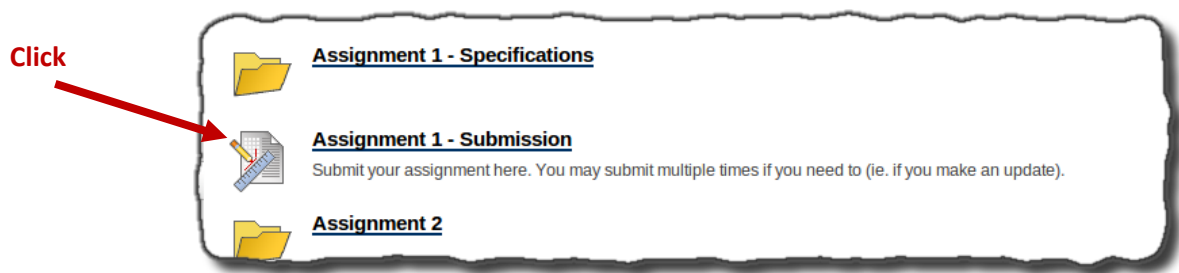 Click
Assignment 1 - Specifications
Assignment 1 - Submission
Submit your assignment here. You may submit multiple times if you need to (ie. if you make an update).
Assignment 2